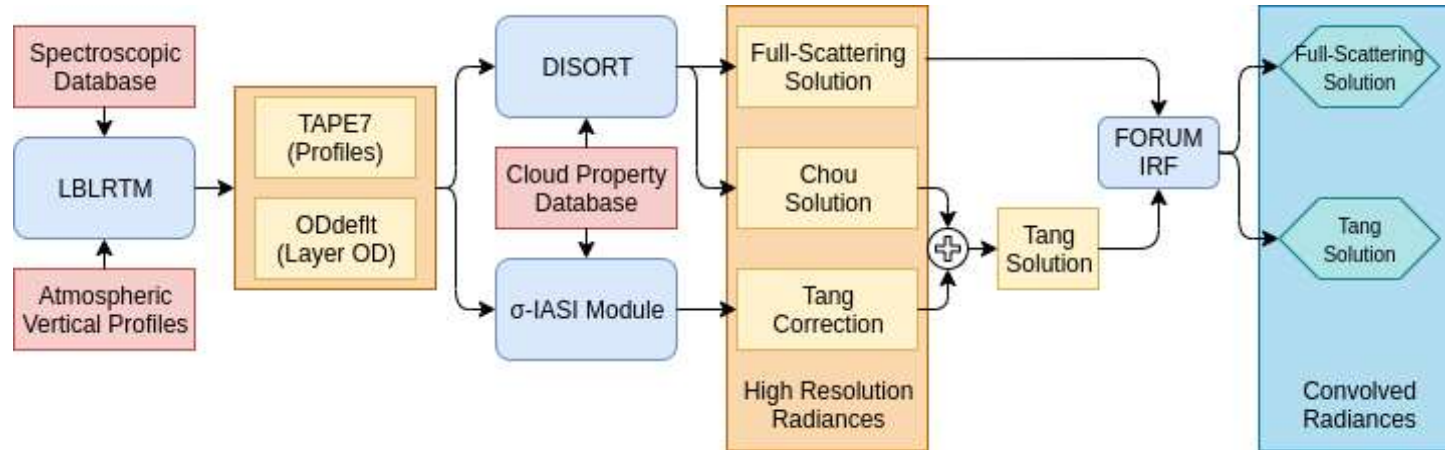 Spectroscopic
Database
LBLRTM
Atmospheric
Vertical Profiles
TAPE7
(Profiles)
ODdeflt
(Layer OD)
DISORT
Cloud Property
Database
σ-IASI Module
Full-Scattering
Solution
Chou
Solution
Tang
Correction
High Resolution
Radiances
Tang
Solution
FORUM
IRF
Full-Scattering
Solution
Tang
Solution
Convolved
Radiances